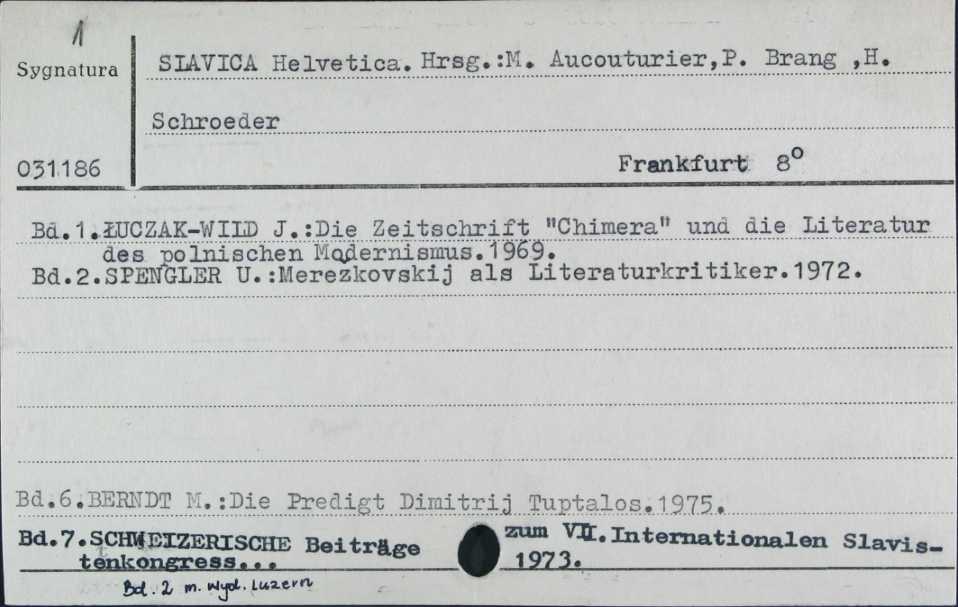 1
Sygnatura
SLAVICA Helvetica. Hrsg.:M. Aucouturier,P. Brang ,H.
Schroeder
031186
Frankfurt 8°
Bd.1.ŁUCZAK-WILD J.:Die Zeitschrift "Chimera" und die Literatur
des polnischen Modernismus.1969.
Bd.2.SPENGLER U.:Merezkovskij als Literaturkritiker.1972.
Bd.6.BERNDT M.:Die Predigt Dimitrij Tuptalos.1975.
Bd.7.SCHWEIZERISCHE Beiträge zum VII.Internationalen Slavis-
tenkongress... 1973.
Bd. 2 m. wyd. Luzern